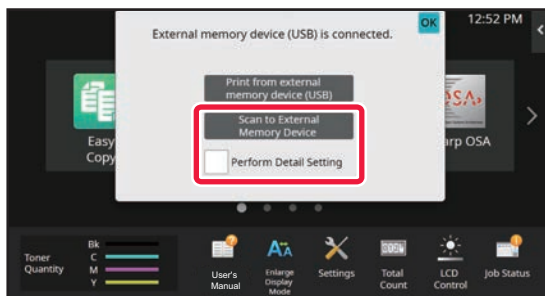 12:52 PM
External memory device (USB) is connected.
OK
Print from external
memory device (USB)
Scan to External
Memory Device
Perform Detail Setting
Easy
Copy
arp OSA
Toner
Quantity
Bk
C
M
Y
User's
Manual
Enlarge
Display
Mode
Settings
Total
Count
LCD
Control
Job Status